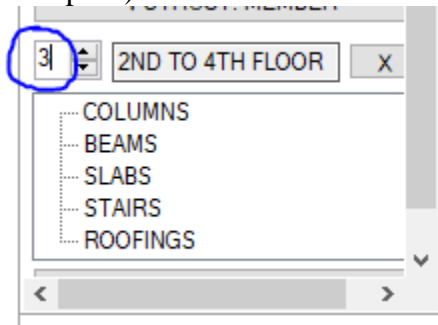 3 2ND TO 4TH FLOOR X
COLUMNS
BEAMS
SLABS
STAIRS
ROOFINGS